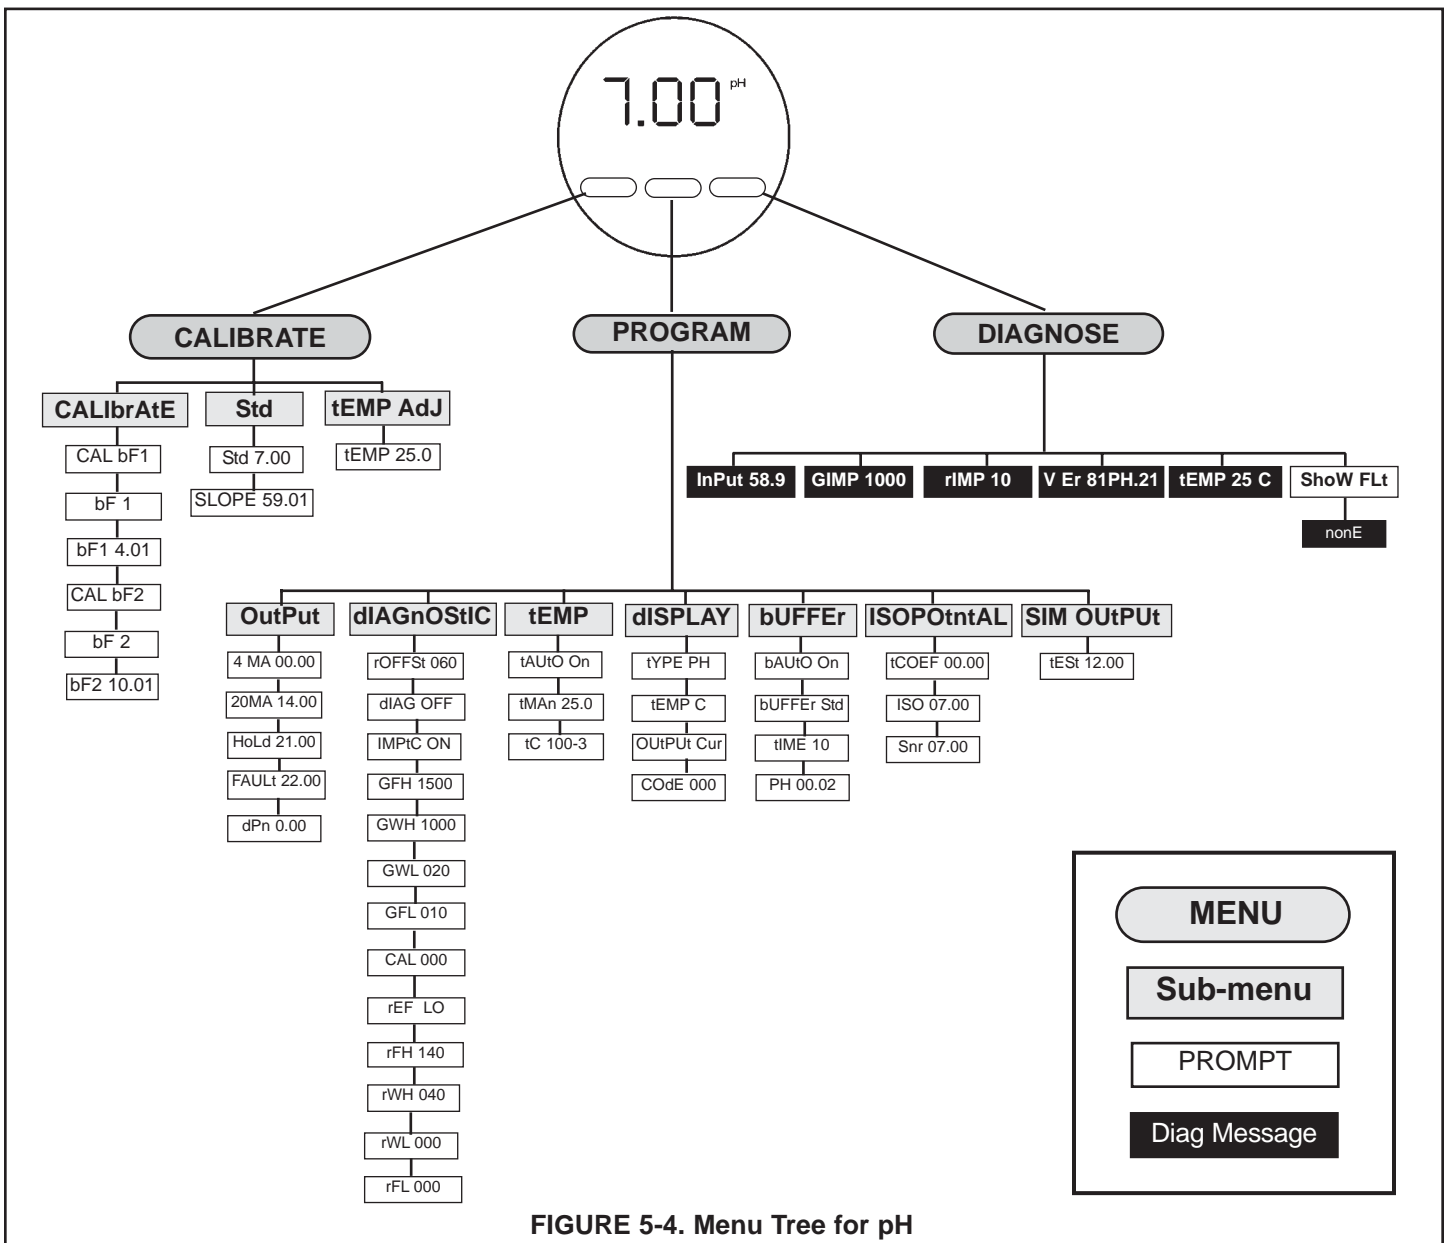 7.00 pH
CALIBRATE
PROGRAM
DIAGNOSE
CALIbrAtE
CAL bF1
bF 1
bF1 4.01
CAL bF2
bF 2
bF2 10.01
Std
Std 7.00
SLOPE 59.01
tEMP AdJ
tEMP 25.0
InPut 58.9
GIMP 1000
rIMP 10
V Er 81PH.21
tEMP 25 C
ShoW FLt
nonE
OutPut
4 MA 00.00
20MA 14.00
HoLd 21.00
FAULt 22.00
dPn 0.00
dIAGnOStIC
rOFFSt 060
dIAG OFF
IMPtC ON
GFH 1500
GWH 1000
GWL 020
GFL 010
CAL 000
rEF LO
rFH 140
rWH 040
rWL 000
rFL 000
tEMP
tAUtO On
tMAn 25.0
tC 100-3
dISPLAY
tYPE PH
tEMP C
OUtPUt Cur
COdE 000
bUFFEr
bAUtO On
bUFFEr Std
tIME 10
PH 00.02
ISOPOtntAL
tCOEF 00.00
ISO 07.00
Snr 07.00
SIM OUtPUt
tESt 12.00
MENU
Sub-menu
PROMPT
Diag Message
FIGURE 5-4. Menu Tree for pH